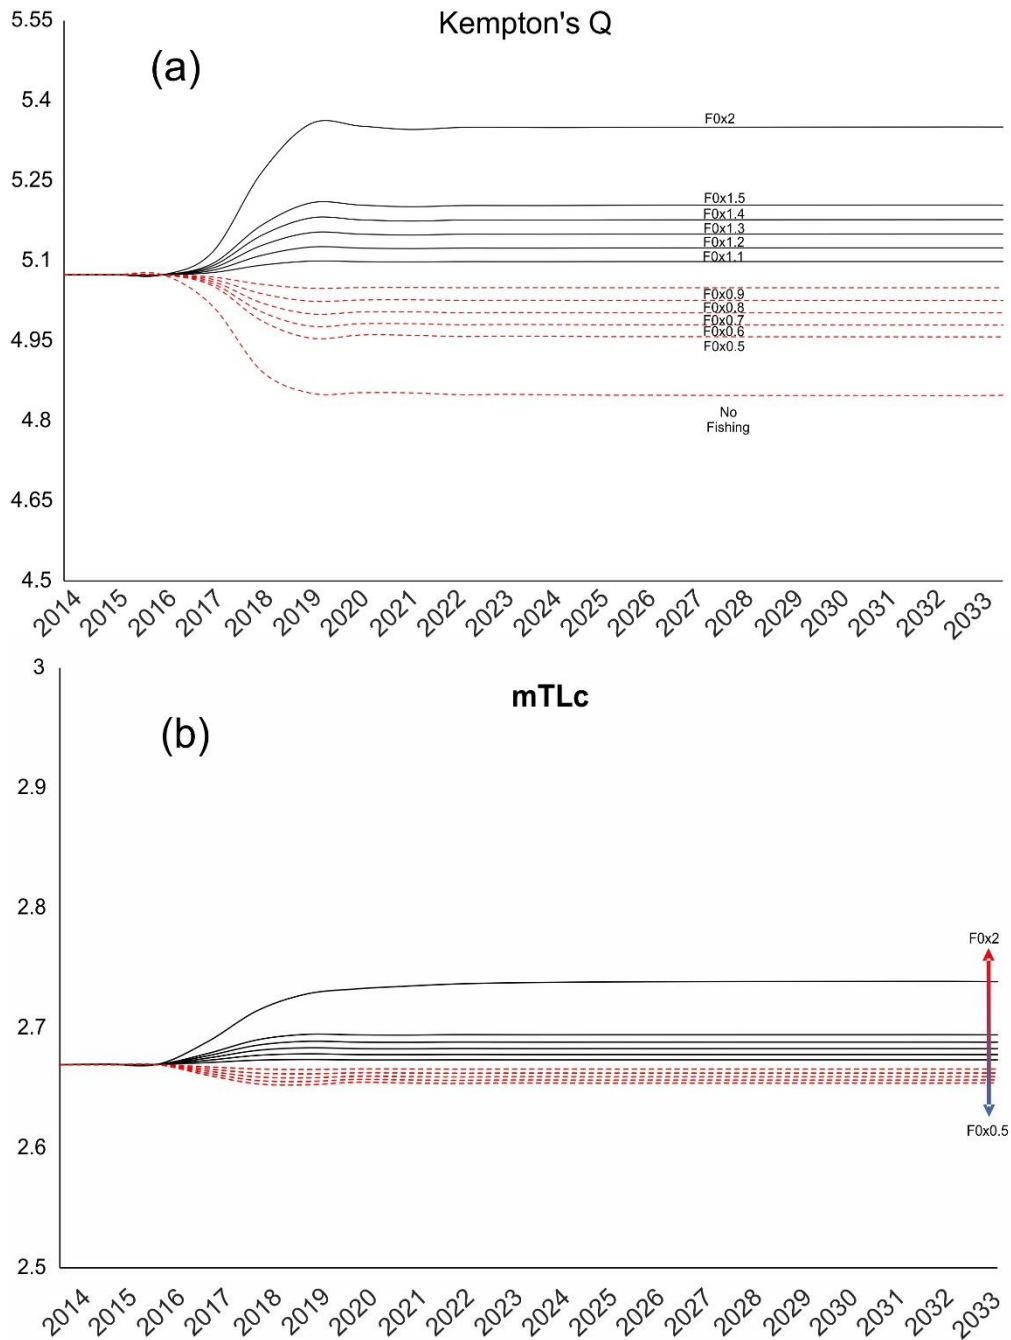 Kempton's Q
(a)
5.55
5.4
5.25
5.1
4.95
4.8
4.65
4.5
F0x2
F0x1.5
F0x1.4
F0x1.3
F0x1.2
F0x1.1
F0x0.9
F0x0.8
F0x0.7
F0x0.6
F0x0.5
No
Fishing
2014 2015 2016 2017 2018 2019 2020 2021 2022 2023 2024 2025 2026 2027 2028 2029 2030 2031 2032 2033
mTLc
(b)
3
2.9
2.8
2.7
2.6
2.5
F0x2
F0x0.5
2014 2015 2016 2017 2018 2019 2020 2021 2022 2023 2024 2025 2026 2027 2028 2029 2030 2031 2032 2033